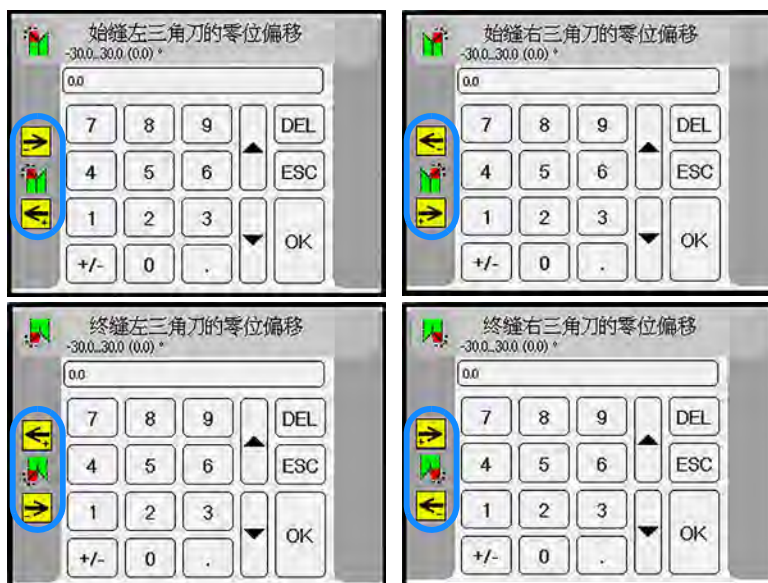 始缝左三角刀的零位偏移
-30.0...30.0 (0.0) °
0.0
7 8 9 DEL
4 5 6 ESC
1 2 3 OK
+/- 0 .
始缝右三角刀的零位偏移
-30.0...30.0 (0.0) °
0.0
7 8 9 DEL
4 5 6 ESC
1 2 3 OK
+/- 0 .
终缝左三角刀的零位偏移
-30.0...30.0 (0.0) °
0.0
7 8 9 DEL
4 5 6 ESC
1 2 3 OK
+/- 0 .
终缝右三角刀的零位偏移
-30.0...30.0 (0.0) °
0.0
7 8 9 DEL
4 5 6 ESC
1 2 3 OK
+/- 0 .